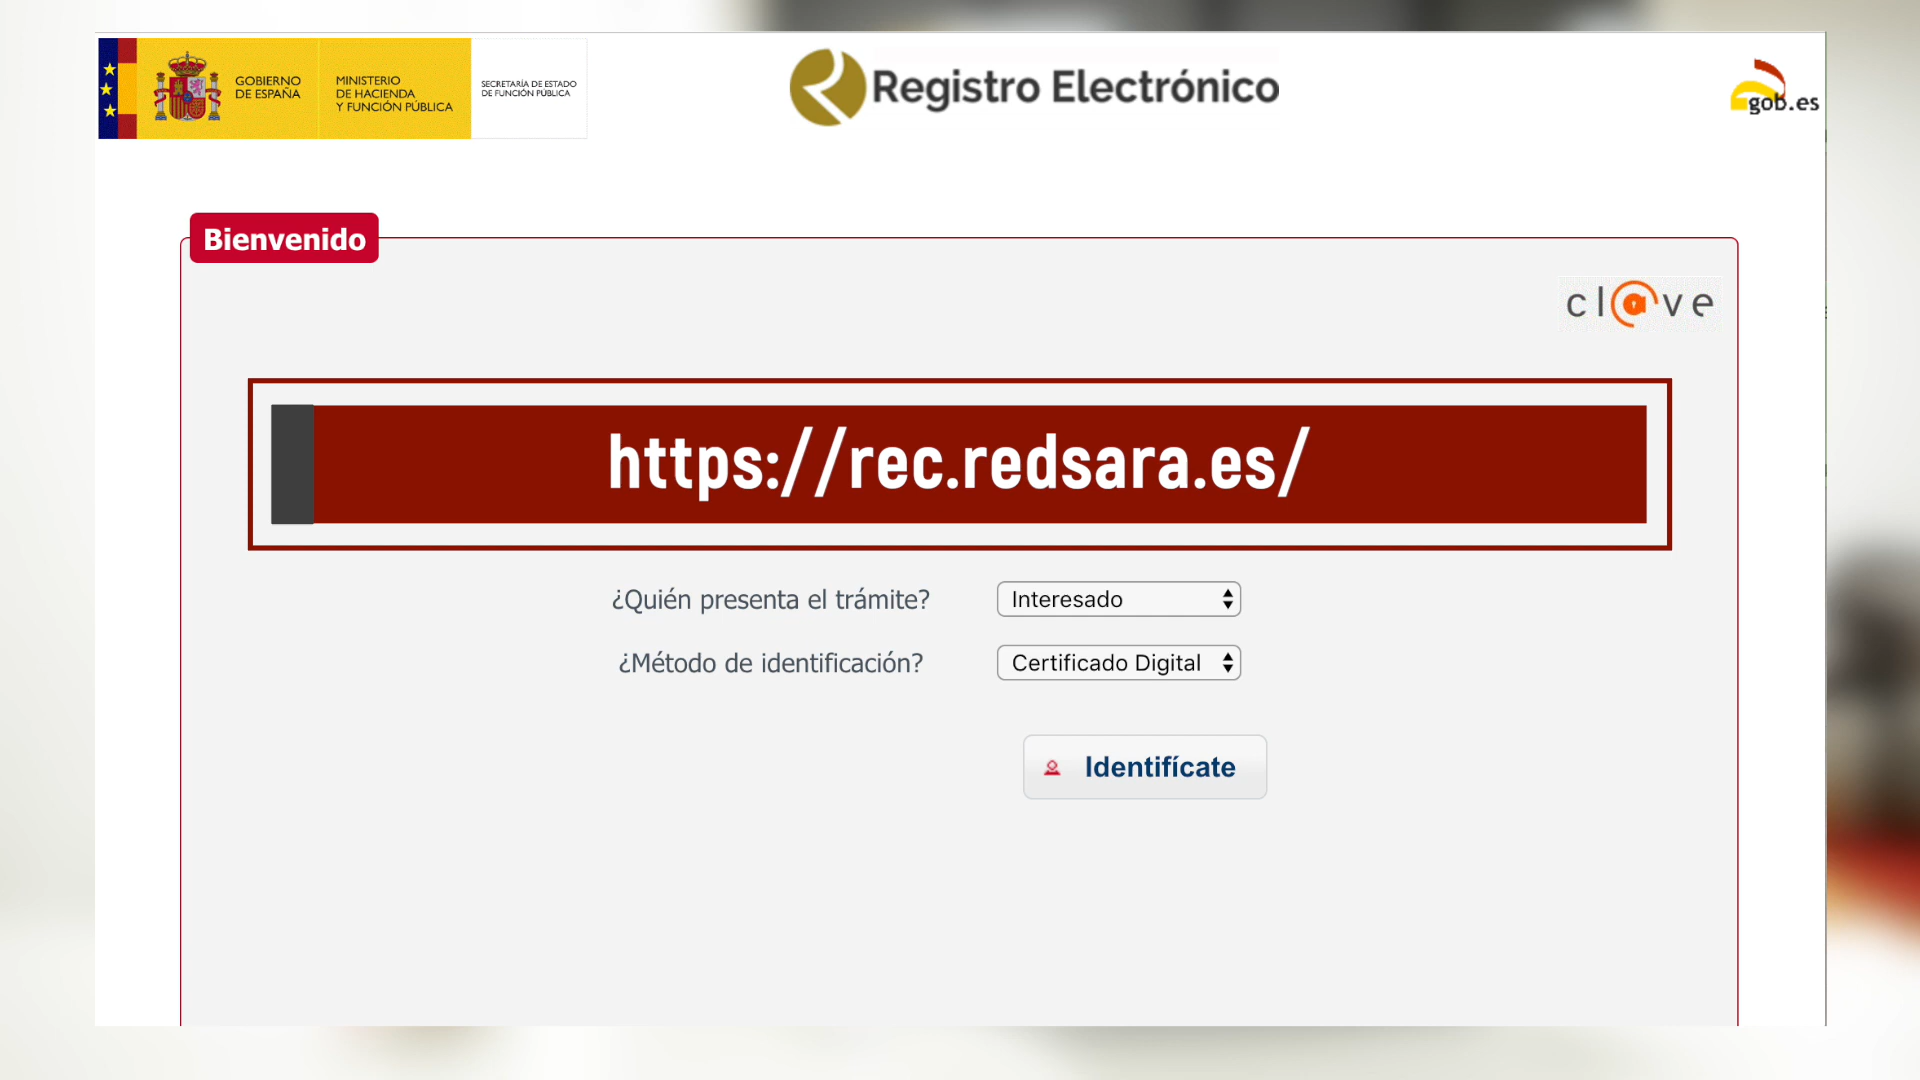 GOBIERNO
DE ESPAÑA
MINISTERIO
DE HACIENDA
Y FUNCIÓN PÚBLICA
SECRETARÍA DE ESTADO
DE FUNCIÓN PÚBLICA
Registro Electrónico
gob.es
Bienvenido
cl@ve
https://rec.redsara.es/
¿Quién presenta el trámite?
Interesado
¿Método de identificación?
Certificado Digital
Identifícate